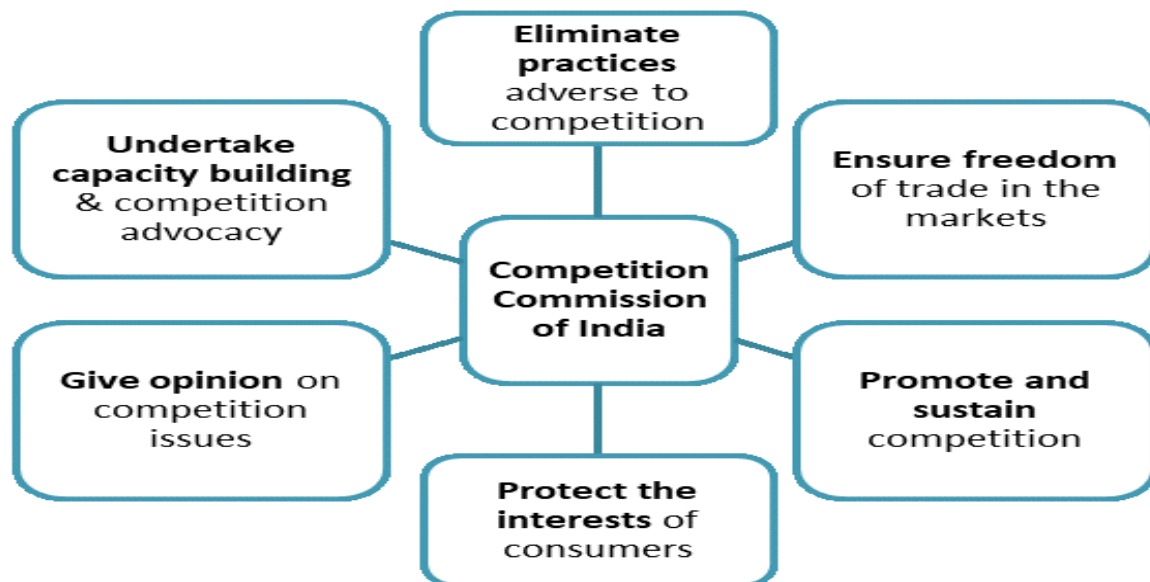 Eliminate
practices
adverse to
competition
Undertake
capacity building
& competition
advocacy
Ensure freedom
of trade in the
markets
Competition
Commission
of India
Give opinion on
competition
issues
Promote and
sustain
competition
Protect the
interests of
consumers